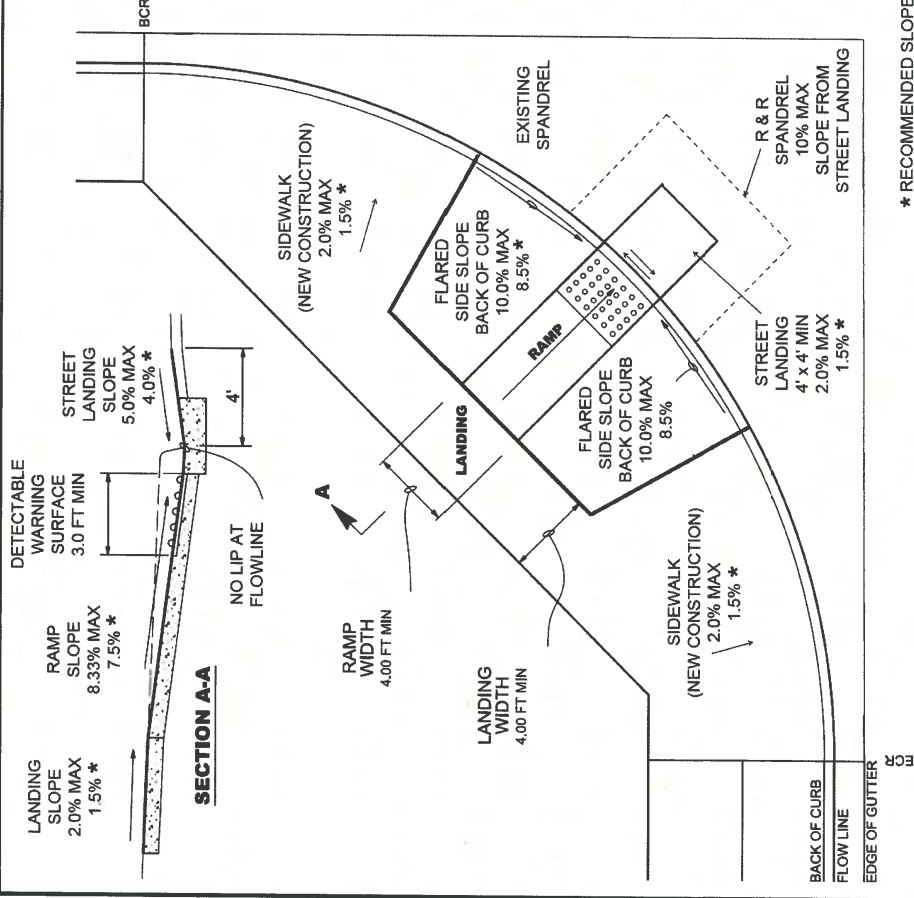 BCR
DETECTABLE
WARNING
SURFACE
3.0 FT MIN
STREET
LANDING
SLOPE
5.0% MAX
4.0% *
RAMP
SLOPE
8.33% MAX
7.5% *
LANDING
SLOPE
2.0% MAX
1.5% *
4'
NO LIP AT
FLOWLINE
SECTION A-A
SIDEWALK
(NEW CONSTRUCTION)
2.0% MAX
1.5% *
EXISTING
SPANDREL
FLARED
SIDE SLOPE
BACK OF CURB
10.0% MAX
8.5% *
R & R
SPANDREL
10% MAX
SLOPE FROM
STREET LANDING
RAMP
LANDING
A
RAMP
WIDTH
4.00 FT MIN
FLARED
SIDE SLOPE
BACK OF CURB
10.0% MAX
8.5%
STREET
LANDING
4' x 4' MIN
2.0% MAX
1.5% *
LANDING
WIDTH
4.00 FT MIN
SIDEWALK
(NEW CONSTRUCTION)
2.0% MAX
1.5% *
BACK OF CURB
FLOW LINE
EDGE OF GUTTER
ECR
* RECOMMENDED SLOPE